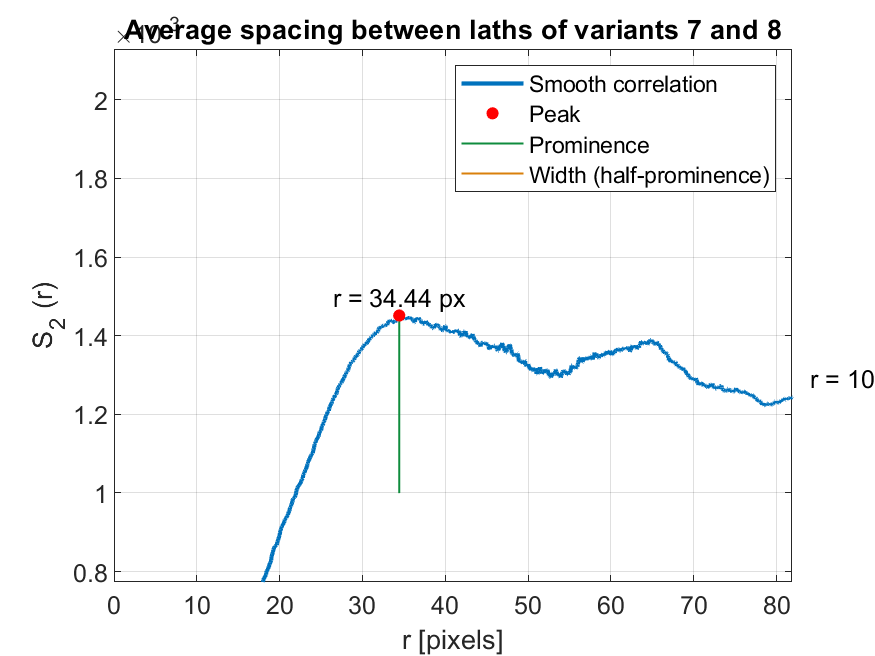 ×10-3
Average spacing between laths of variants 7 and 8
Smooth correlation
Peak
Prominence
Width (half-prominence)
r = 34.44 px
r = 10
S2 (r)
2
1.8
1.6
1.4
1.2
1
0.8
0 10 20 30 40 50 60 70 80
r [pixels]